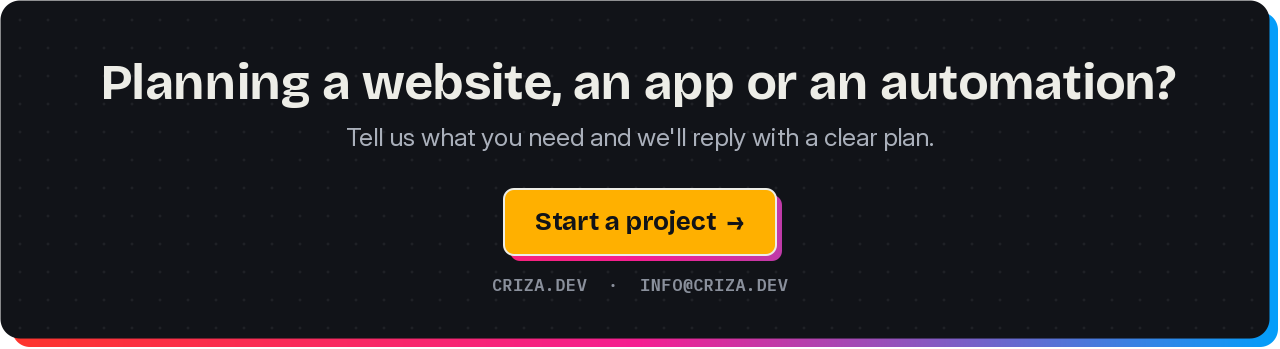 Planning a website, an app or an automation?
Tell us what you need and we'll reply with a clear plan.
Start a project →
CRIZA.DEV · INFO@CRIZA.DEV